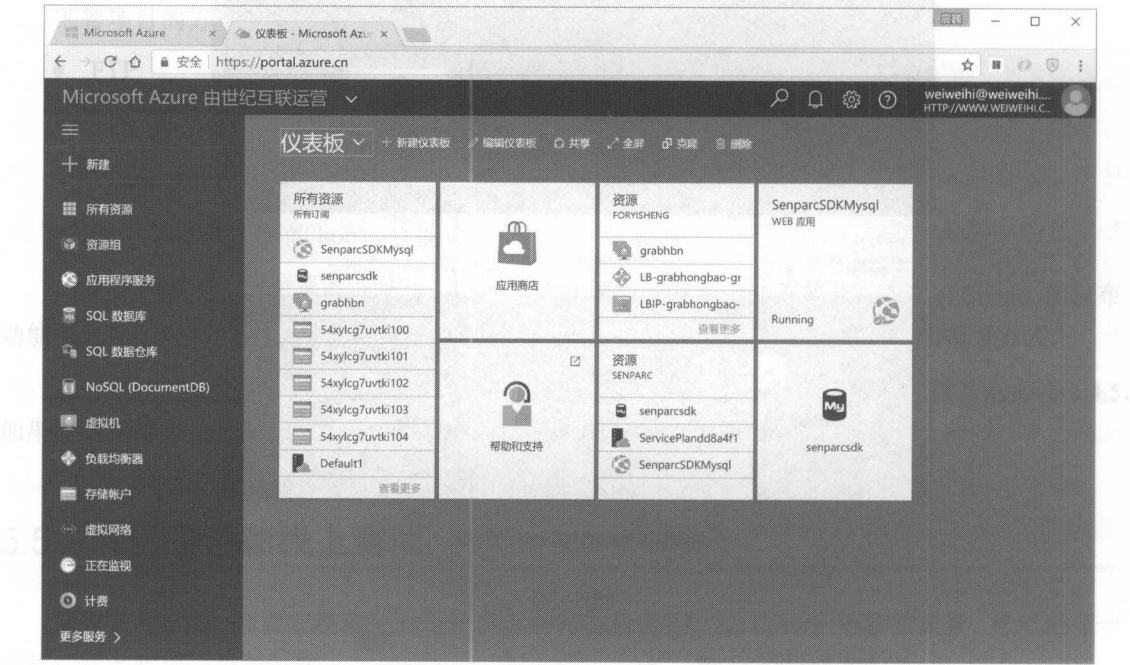 Microsoft Azure
仪表板 - Microsoft Azu
安全 | https://portal.azure.cn
Microsoft Azure 由世纪互联运营
weiweihi@weiweihi....
HTTP://WWW.WEIWEIHI.C...
新建
所有资源
资源组
应用程序服务
SQL 数据库
SQL 数据仓库
NoSQL (DocumentDB)
虚拟机
负载均衡器
存储帐户
虚拟网络
正在监视
计费
更多服务 >
仪表板
+ 新建仪表板 编辑仪表板 共享 全屏 克隆 删除
所有资源
所有订阅
SenparcSDKMysql
senparcsdk
grabhbn
54xylcg7uvtki100
54xylcg7uvtki101
54xylcg7uvtki102
54xylcg7uvtki103
54xylcg7uvtki104
Default1
查看更多
应用商店
帮助和支持
资源
FORYISHENG
grabhbn
LB-grabhongbao-gr
LBIP-grabhongbao-
查看更多
资源
SENPARC
senparcsdk
ServicePlandd8a4f1
SenparcSDKMysql
SenparcSDKMysql
WEB 应用
Running
My
senparcsdk